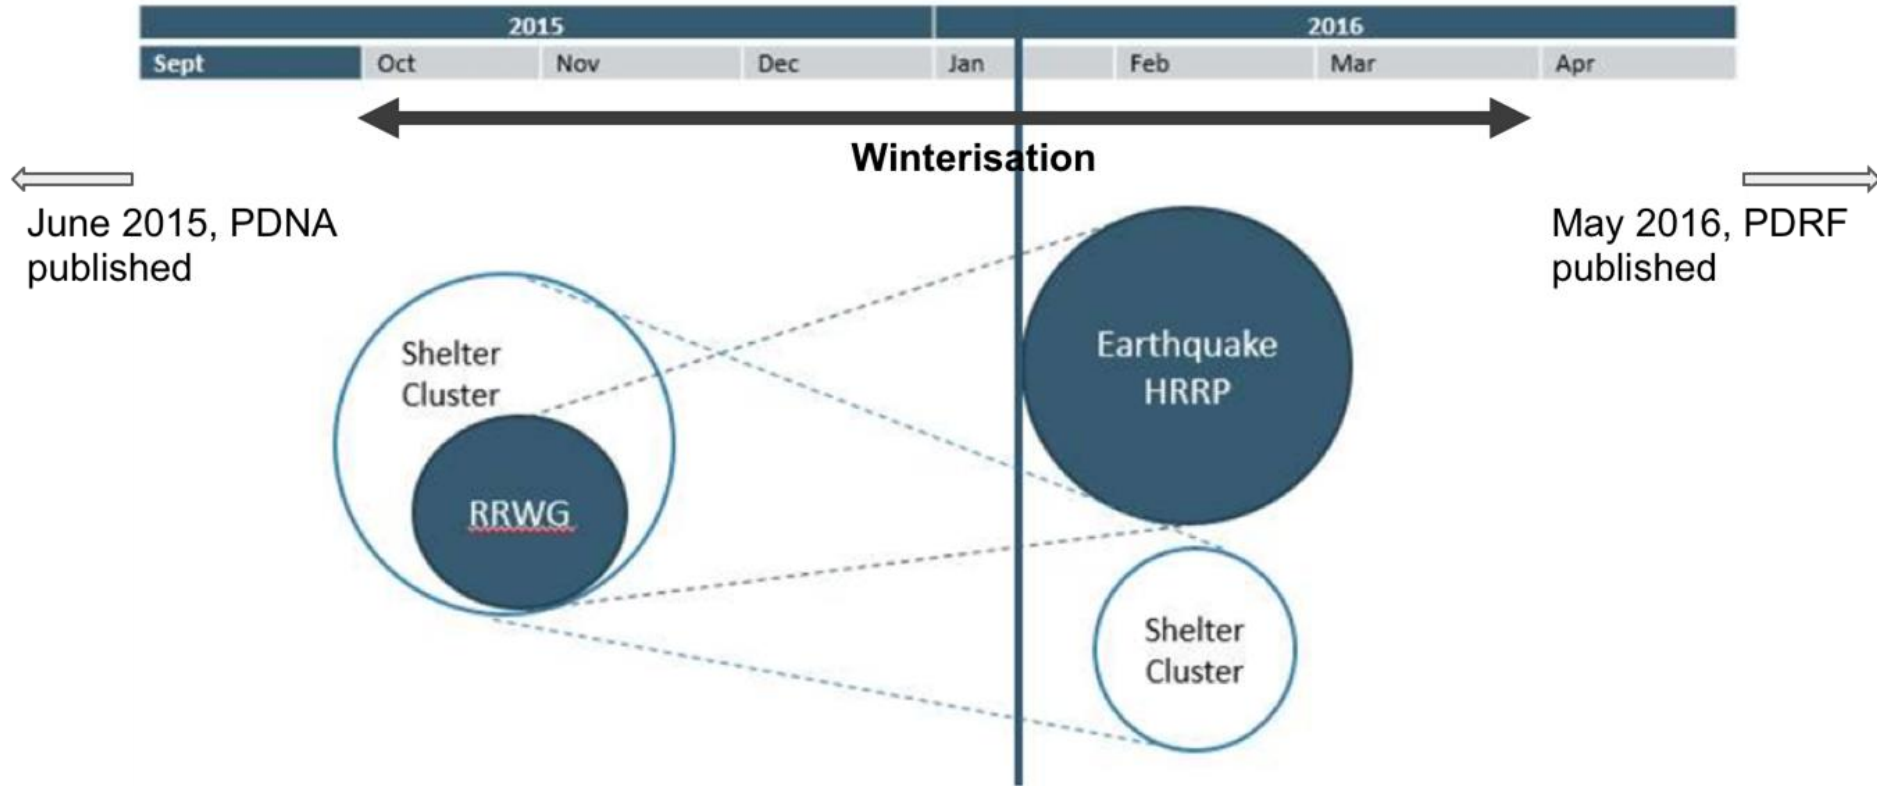 2015 2016
Sept Oct Nov Dec Jan Feb Mar Apr
Winterisation
June 2015, PDNA
published
May 2016, PDRF
published
Shelter
Cluster
RRWG
Earthquake
HRRP
Shelter
Cluster